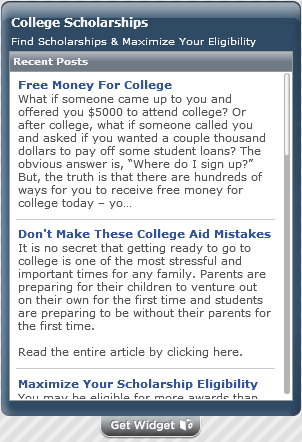 College Scholarships
Find Scholarships & Maximize Your Eligibility
Recent Posts
Free Money For College
What if someone came up to you and
offered you $5000 to attend college? Or
after college, what if someone called you
and asked if you wanted a couple thousand
dollars to pay off some student loans? The
obvious answer is, “Where do I sign up?”
But, the truth is that there are hundreds of
ways for you to receive free money for
college today – yo…
Don't Make These College Aid Mistakes
It is no secret that getting ready to go to
college is one of the most stressful and
important times for any family. Parents are
preparing for their children to venture out
on their own for the first time and students
are preparing to be without their parents for
the first time.
Read the entire article by clicking here.
Maximize Your Scholarship Eligibility
You may be eligible for more awards than
Get Widget